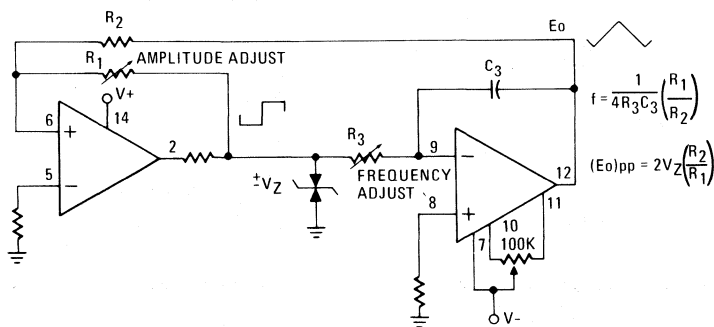 R2
Eo
R1
AMPLITUDE ADJUST
V+
14
C3
f = 1/4R3C3 (R1/R2)
6
+
2
R3
9
−
5
−
±VZ
FREQUENCY
ADJUST
12
(Eo)pp = 2VZ(R2/R1)
8
+
11
10
7
100K
V-